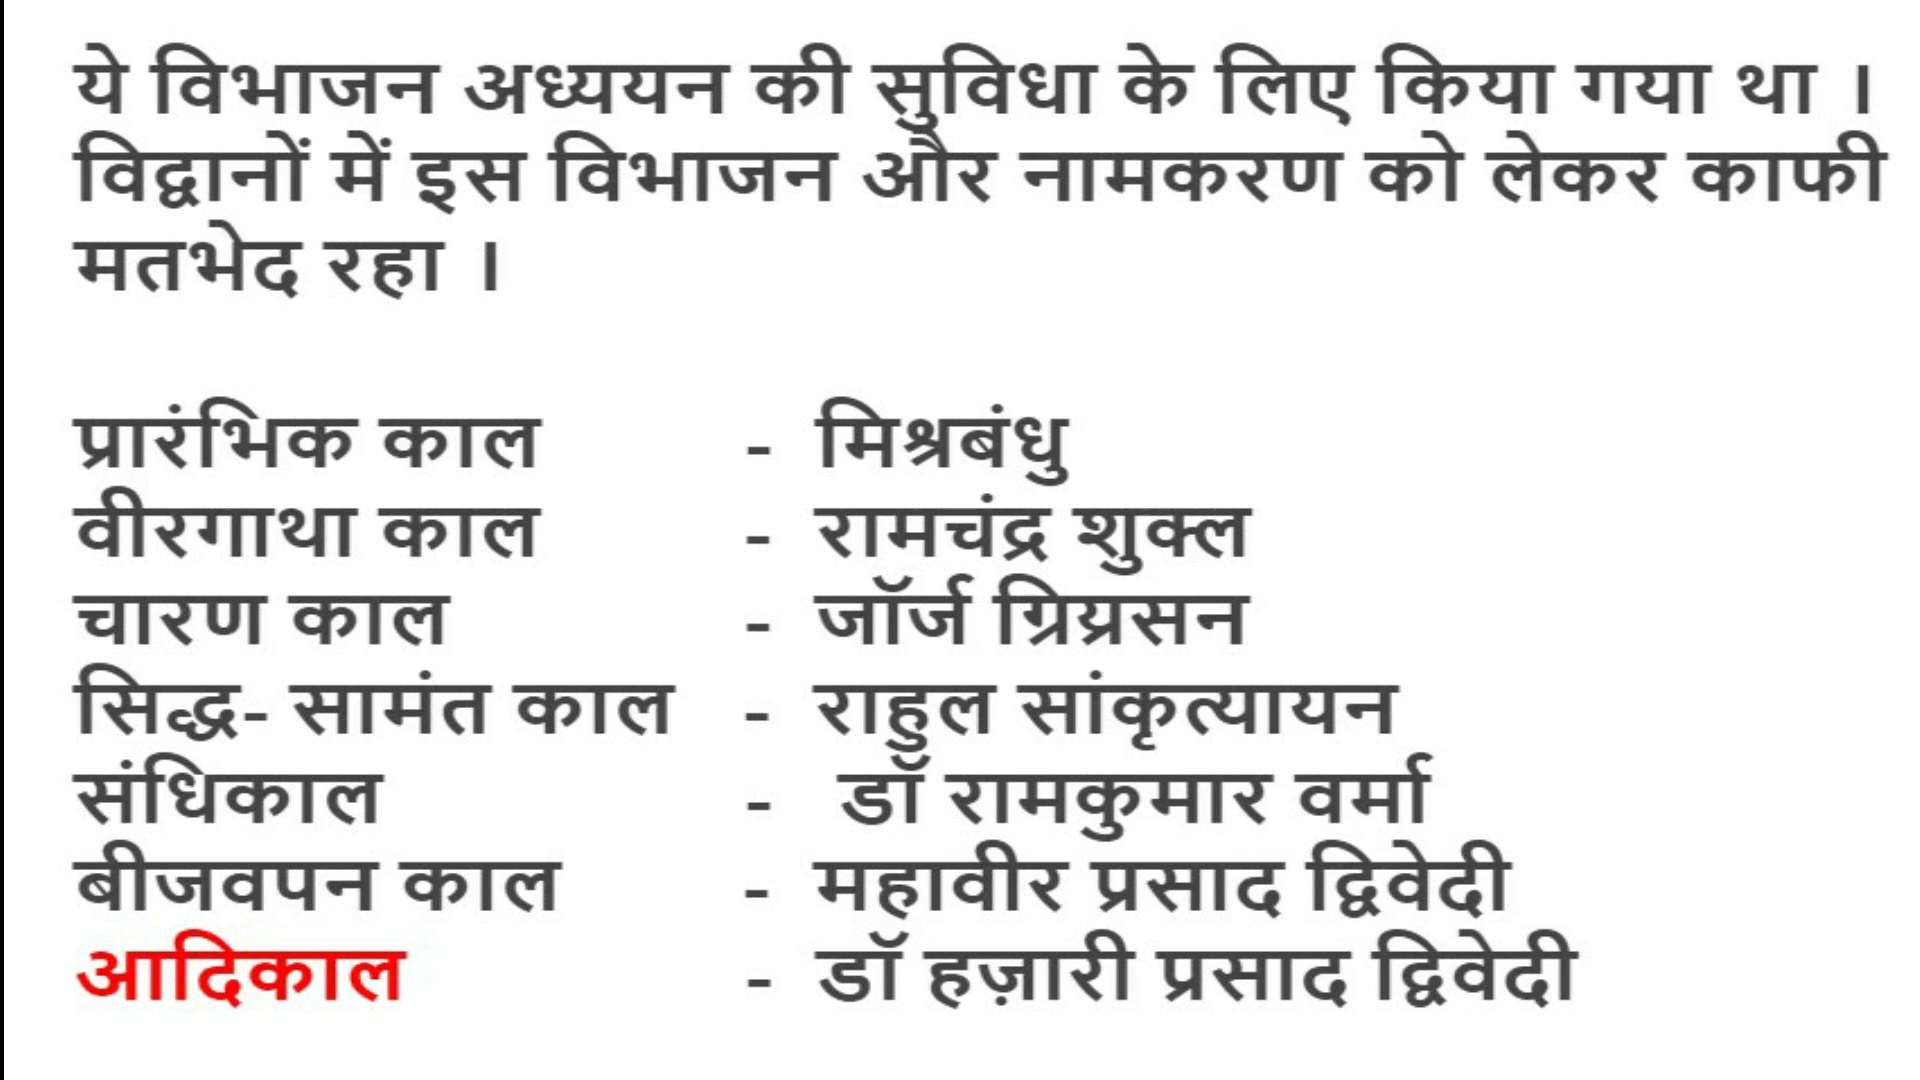 ये विभाजन अध्ययन की सुविधा के लिए किया गया था ।
विद्वानों में इस विभाजन और नामकरण को लेकर काफी
मतभेद रहा ।
प्रारंभिक काल - मिश्रबंधु
वीरगाथा काल - रामचंद्र शुक्ल
चारण काल - जॉर्ज ग्रिय्रसन
सिद्ध- सामंत काल - राहुल सांकृत्यायन
संधिकाल - डॉ रामकुमार वर्मा
बीजवपन काल - महावीर प्रसाद द्विवेदी
आदिकाल - डॉ हज़ारी प्रसाद द्विवेदी